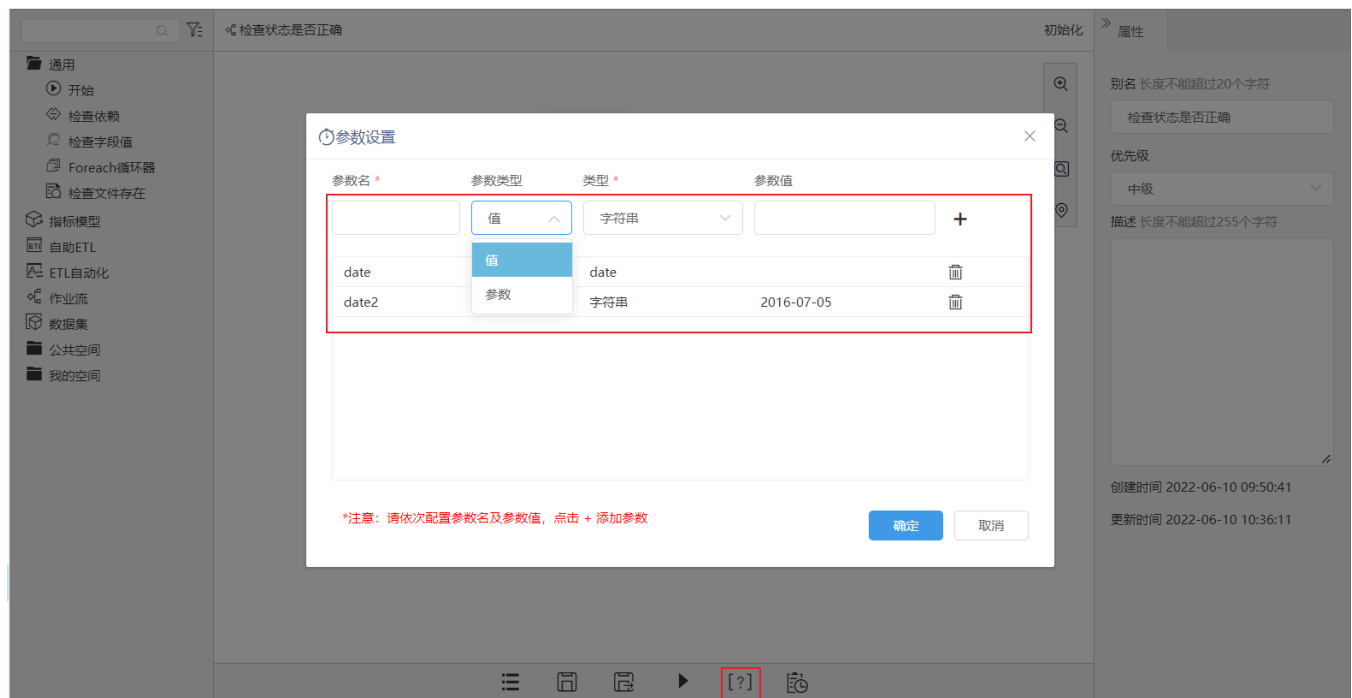 检查状态是否正确
初始化
属性
通用
开始
检查依赖
检查字段值
Foreach循环器
检查文件存在
指标模型
自助ETL
ETL自动化
作业流
数据集
公共空间
我的空间
参数设置
参数名 * 参数类型 类型 * 参数值
值 字符串
值
参数
date date
date2 字符串 2016-07-05
*注意：请依次配置参数名及参数值，点击 + 添加参数
确定 取消
[?]
别名 长度不能超过20个字符
检查状态是否正确
优先级
中级
描述 长度不能超过255个字符
创建时间 2022-06-10 09:50:41
更新时间 2022-06-10 10:36:11